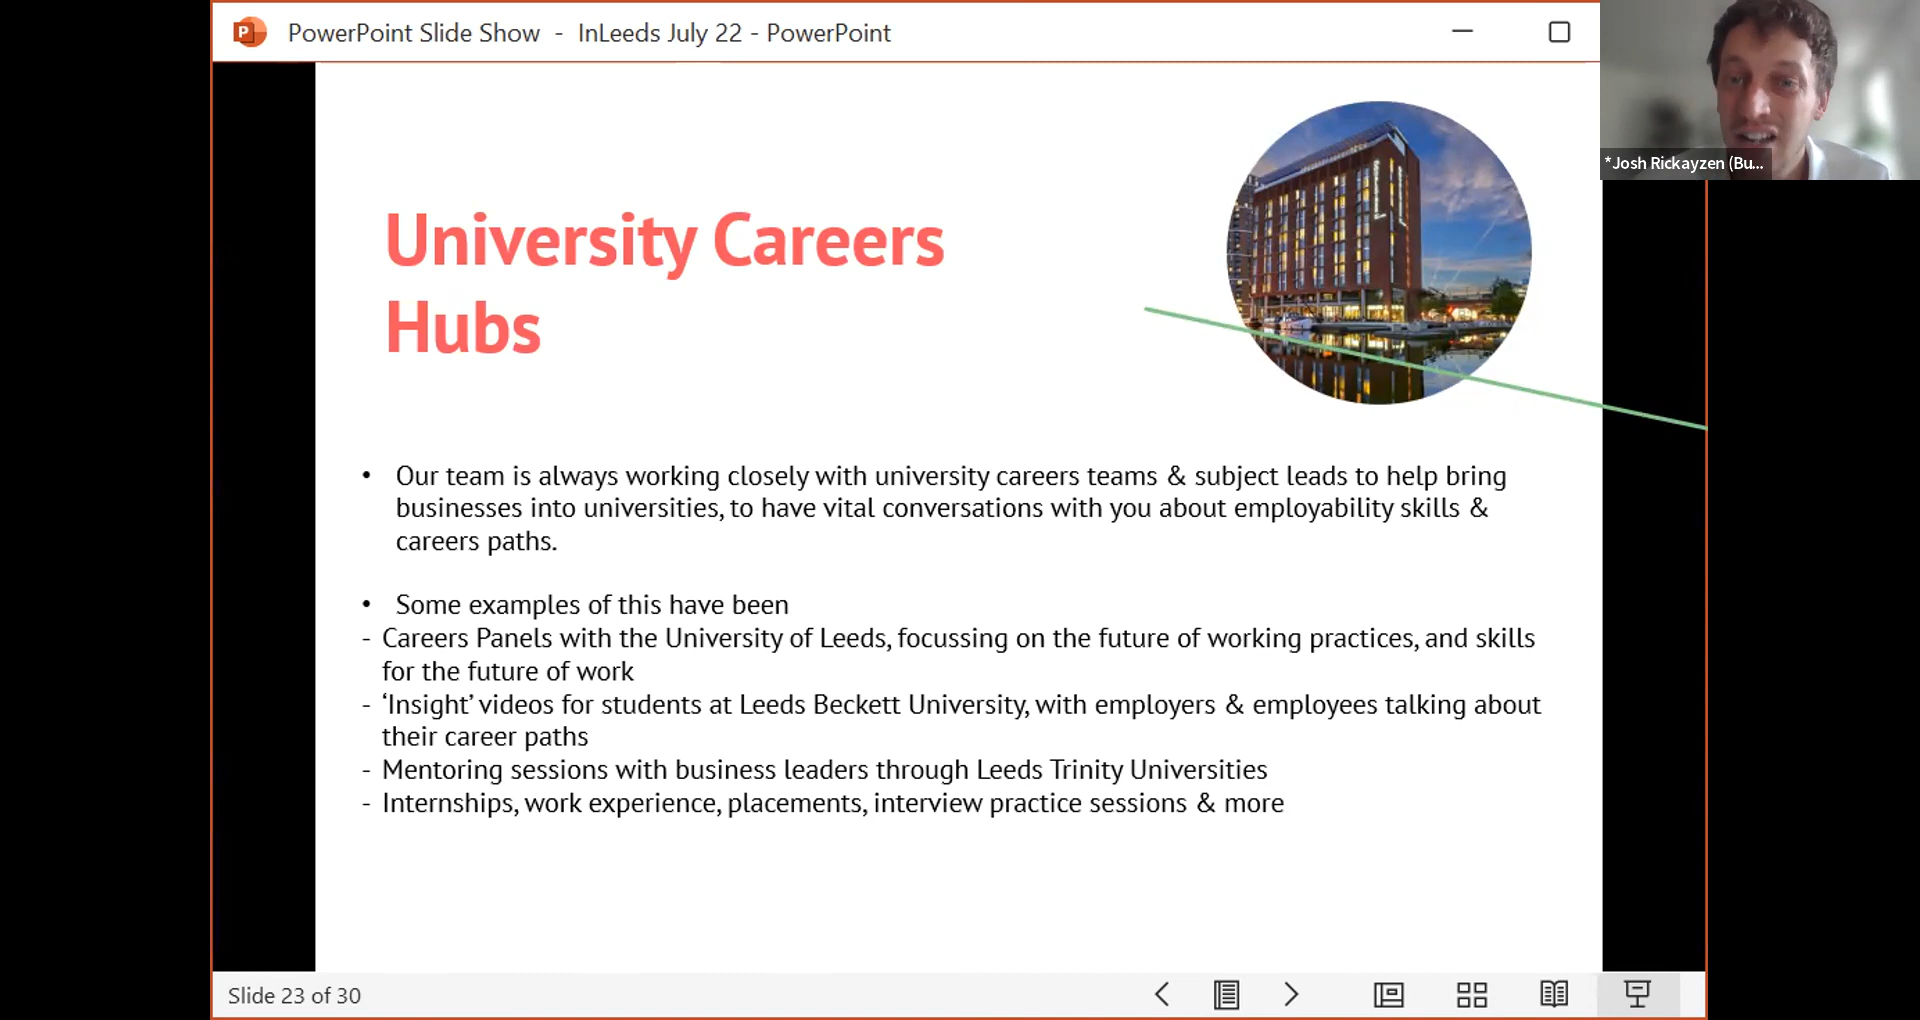 PowerPoint Slide Show - InLeeds July 22 - PowerPoint
*Josh Rickayzen (Bu...
University Careers
Hubs
• Our team is always working closely with university careers teams & subject leads to help bring
businesses into universities, to have vital conversations with you about employability skills &
careers paths.
• Some examples of this have been
- Careers Panels with the University of Leeds, focussing on the future of working practices, and skills
for the future of work
- ‘Insight’ videos for students at Leeds Beckett University, with employers & employees talking about
their career paths
- Mentoring sessions with business leaders through Leeds Trinity Universities
- Internships, work experience, placements, interview practice sessions & more
Slide 23 of 30